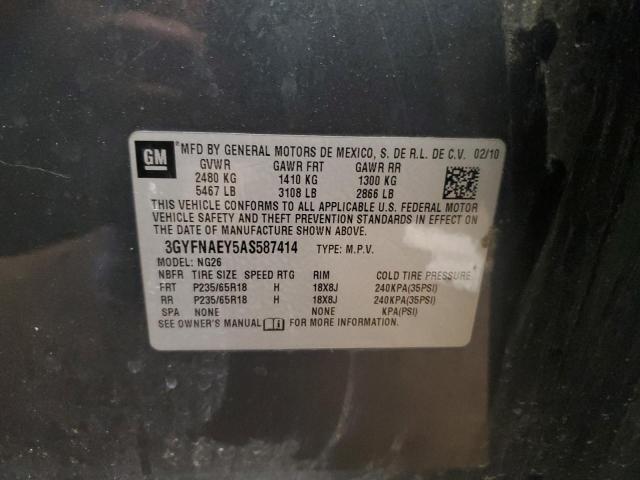 GM
MFD BY GENERAL MOTORS DE MEXICO, S. DE R.L. DE C.V. 02/10
GVWR GAWR FRT GAWR RR
2480 KG 1410 KG 1300 KG
5467 LB 3108 LB 2866 LB
THIS VEHICLE CONFORMS TO ALL APPLICABLE U.S. FEDERAL MOTOR
VEHICLE SAFETY AND THEFT PREVENTION STANDARDS IN EFFECT ON
THE DATE OF MANUFACTURE SHOWN ABOVE.
3GYFNAEY5AS587414 TYPE: M.P.V.
MODEL: NG26
NBFR TIRE SIZE SPEED RTG RIM COLD TIRE PRESSURE
FRT P235/65R18 H 18X8J 240KPA(35PSI)
RR P235/65R18 H 18X8J 240KPA(35PSI)
SPA NONE NONE KPA(PSI)
SEE OWNER'S MANUAL FOR MORE INFORMATION.